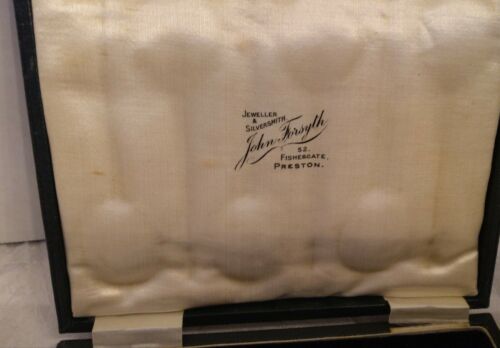 JEWELLER
&
SILVERSMITH
John Forsyth
52.
FISHERGATE,
PRESTON.